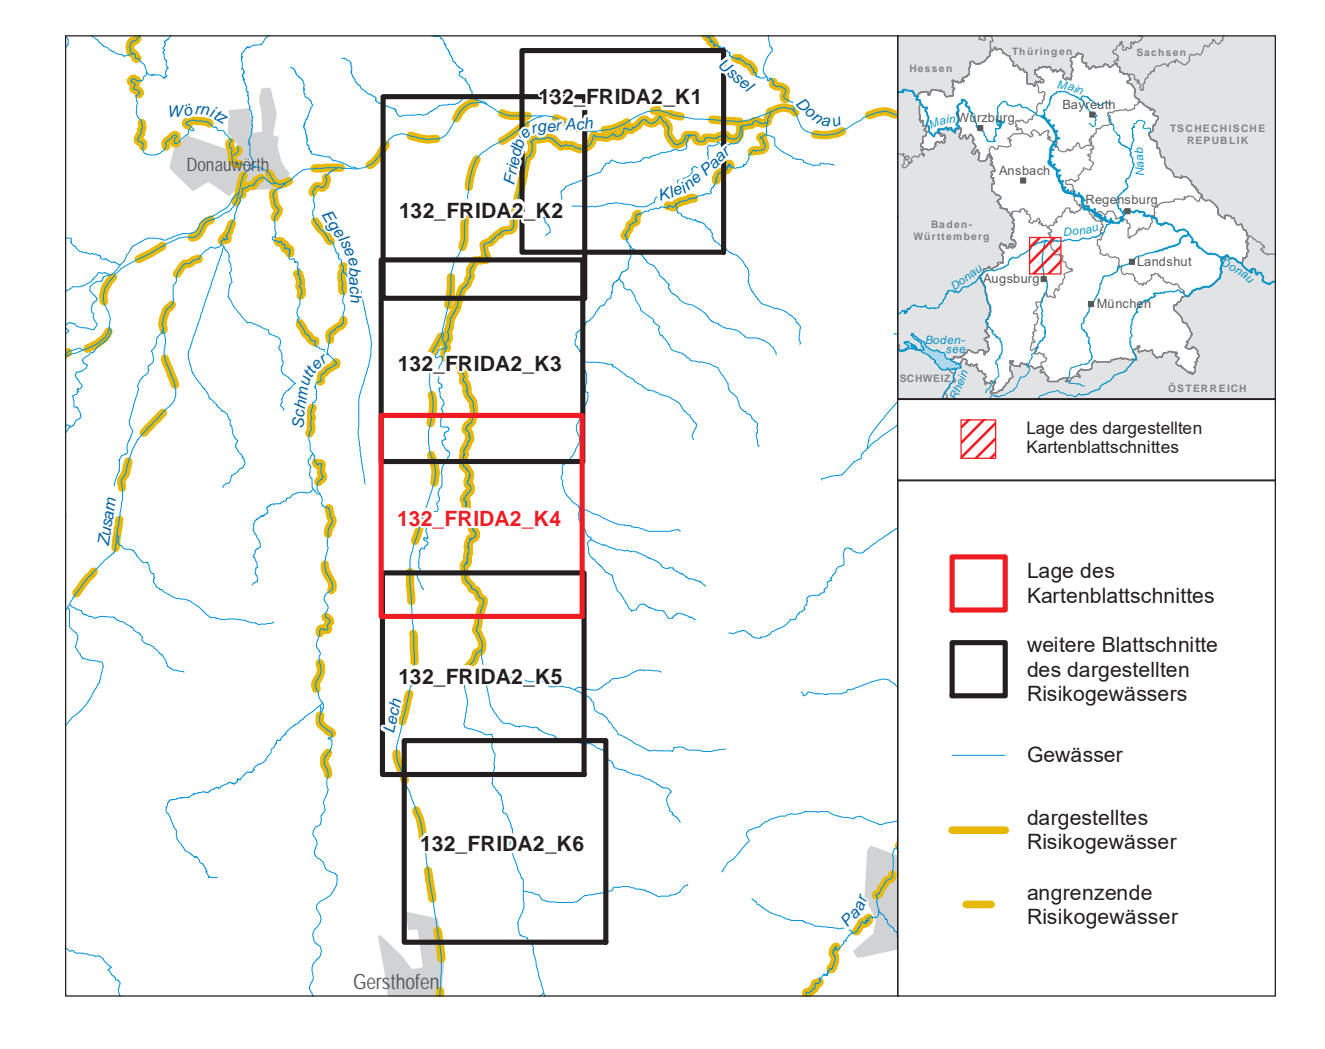 Ussel
132_FRIDA2_K1
Donau
Wörnitz
Friedberger Ach
Donauwörth
Kleine Paar
132_FRIDA2_K2
Egelseebach
132_FRIDA2_K3
Schmutter
Zusam
132_FRIDA2_K4
132_FRIDA2_K5
Lech
132_FRIDA2_K6
Paar
Gersthofen
Thüringen
Sachsen
Hessen
Main
Bayreuth
Main
Würzburg
TSCHECHISCHE
REPUBLIK
Naab
Ansbach
Regensburg
Baden-
Württemberg
Donau
Landshut
Donau
Donau
Augsburg
München
Boden-
see
SCHWEIZ
Rhein
ÖSTERREICH
Lage des dargestellten
Kartenblattschnittes
Lage des
Kartenblattschnittes
weitere Blattschnitte
des dargestellten
Risikogewässers
Gewässer
dargestelltes
Risikogewässer
angrenzende
Risikogewässer